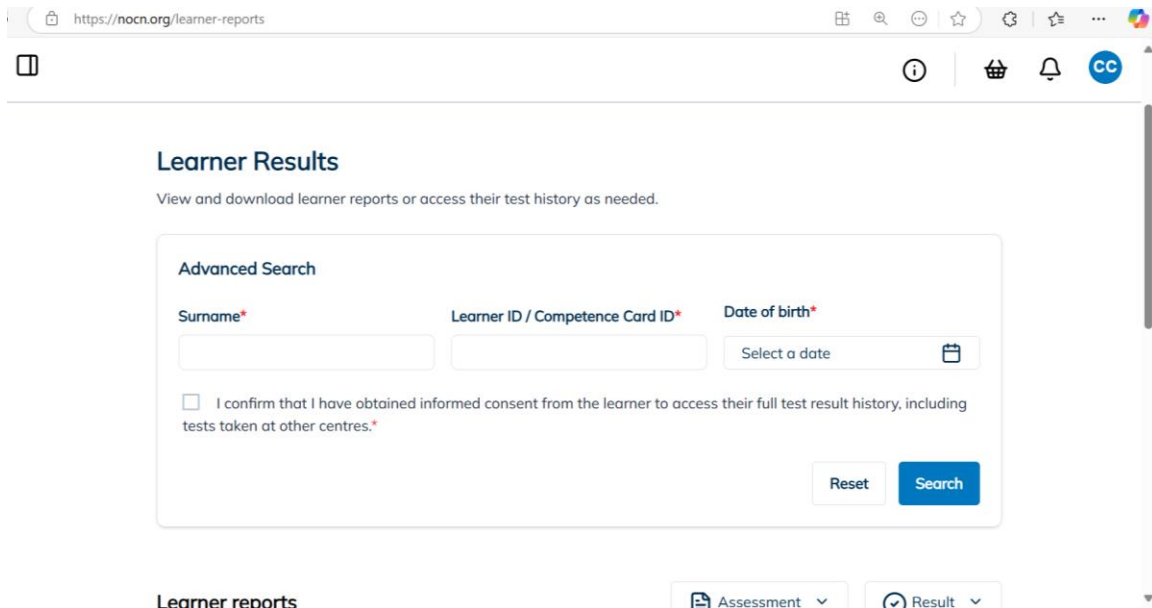 https://nocn.org/learner-reports
CC
Learner Results
View and download learner reports or access their test history as needed.
Advanced Search
Surname*
Learner ID / Competence Card ID*
Date of birth*
Select a date
I confirm that I have obtained informed consent from the learner to access their full test result history, including
tests taken at other centres.*
Reset
Search
Learner reports
Assessment
Result